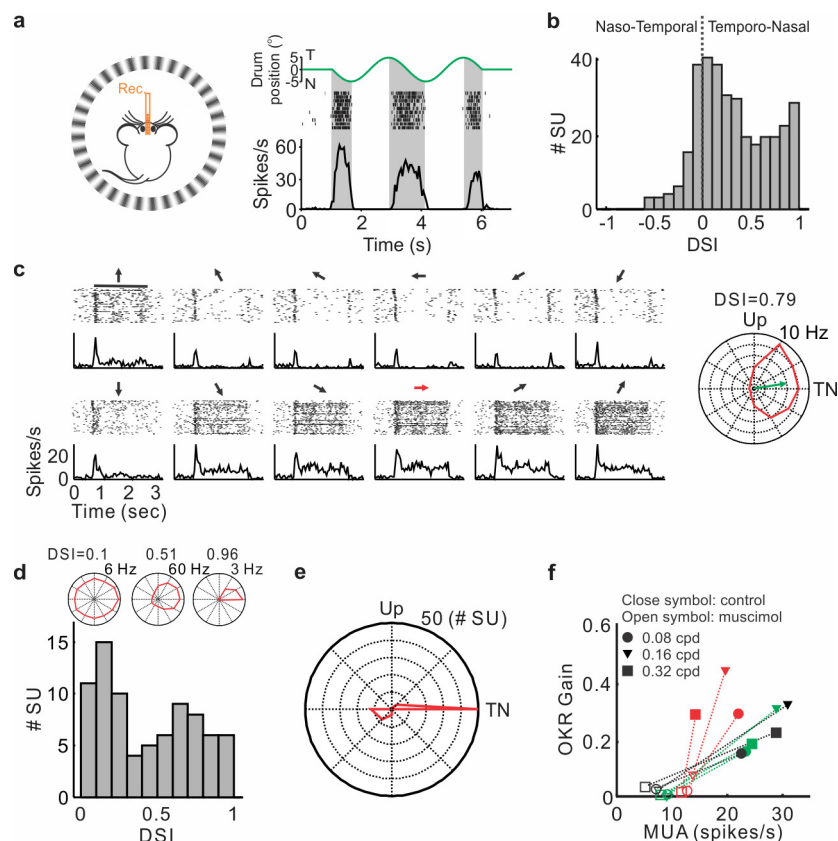 a
Rec.
Drum
position (°)
T
5
0
-5
N
Spikes/s
60
30
0
0 2 4 6
Time (s)
b
Naso-Temporal Temporo-Nasal
# SU
40
20
0
-1 -0.5 0 0.5 1
DSI
c
DSI=0.79
Up
10 Hz
TN
Spikes/s
20
0
0 1 2 3
Time (sec)
d
DSI=0.1 0.51 0.96
6 Hz 60 Hz 3 Hz
# SU
15
10
5
0
0 0.5 1
DSI
e
Up
50 (# SU)
TN
f
Close symbol: control
Open symbol: muscimol
0.08 cpd
0.16 cpd
0.32 cpd
OKR Gain
0.6
0.4
0.2
0
0 10 20 30
MUA (spikes/s)